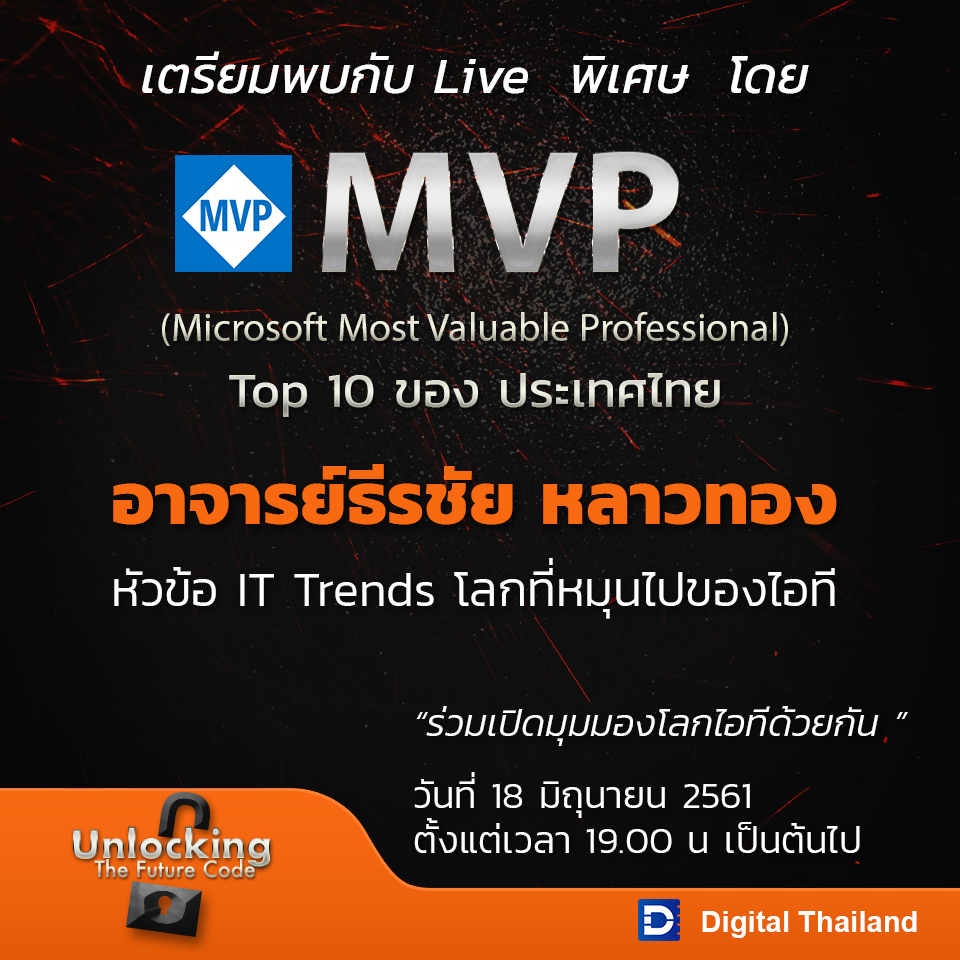 เตรียมพบกับ Live พิเศษ โดย
MVP MVP
(Microsoft Most Valuable Professional)
Top 10 ของ ประเทศไทย
อาจารย์ธีรชัย หลาวทอง
หัวข้อ IT Trends โลกที่หมุนไปของไอที
“ร่วมเปิดมุมมองโลกไอทีด้วยกัน ”
วันที่ 18 มิถุนายน 2561
ตั้งแต่เวลา 19.00 น เป็นต้นไป
Unlocking
The Future Code
D Digital Thailand